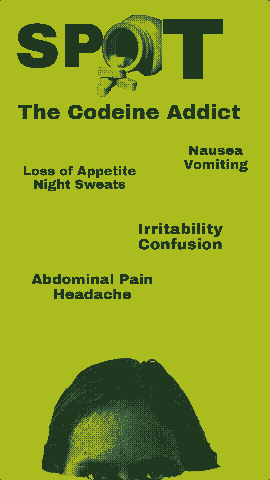 SPOT
The Codeine Addict
Nausea
Vomiting
Loss of Appetite
Night Sweats
Irritability
Confusion
Abdominal Pain
Headache